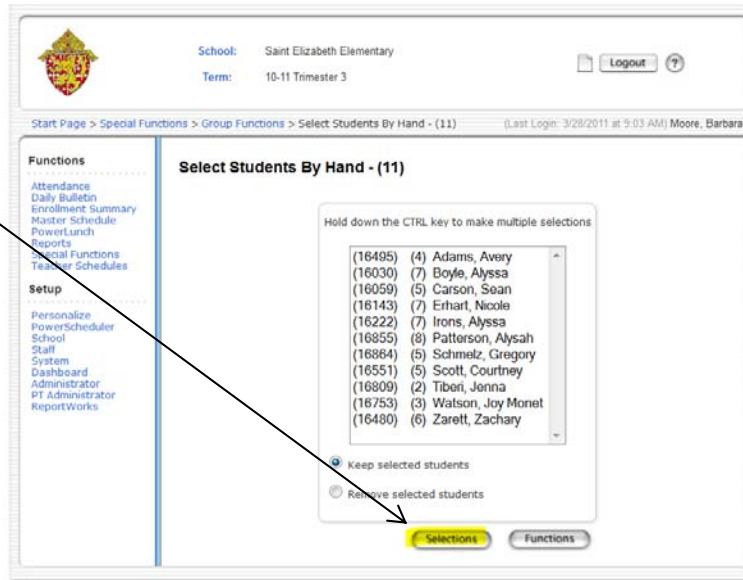 School: Saint Elizabeth Elementary
Term: 10-11 Trimester 3
Logout ?
Start Page > Special Functions > Group Functions > Select Students By Hand - (11) (Last Login: 3/28/2011 at 9:03 AM) Moore, Barbara
Functions
Attendance
Daily Bulletin
Enrollment Summary
Master Schedule
PowerLunch
Reports
Special Functions
Teacher Schedules
Setup
Personalize
PowerScheduler
School
Staff
System
Dashboard
Administrator
PT Administrator
ReportWorks
Select Students By Hand - (11)
Hold down the CTRL key to make multiple selections
(16495) (4) Adams, Avery
(16030) (7) Boyle, Alyssa
(16059) (5) Carson, Sean
(16143) (7) Erhart, Nicole
(16222) (7) Irons, Alyssa
(16855) (8) Patterson, Alysah
(16864) (5) Schmelz, Gregory
(16551) (5) Scott, Courtney
(16809) (2) Tiberi, Jenna
(16753) (3) Watson, Joy Monet
(16480) (6) Zarett, Zachary
Keep selected students
Remove selected students
Selections Functions